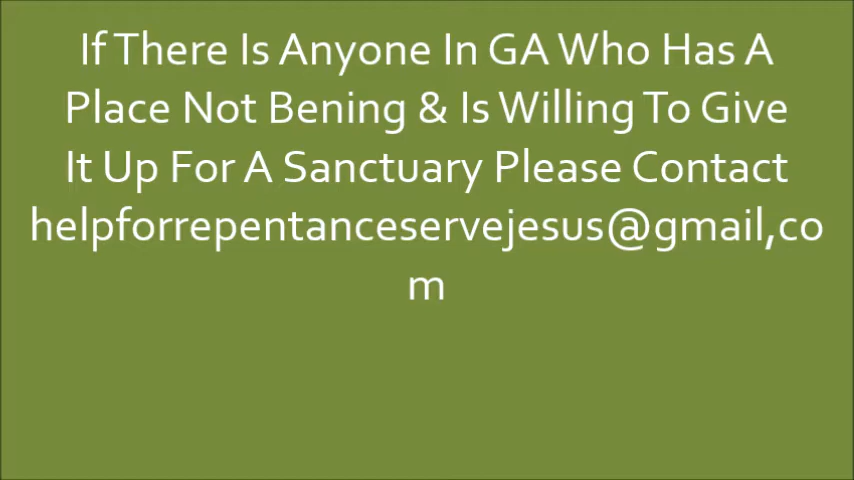 If There Is Anyone In GA Who Has A
Place Not Bening & Is Willing To Give
It Up For A Sanctuary Please Contact
helpforrepentanceservejesus@gmail,co
m